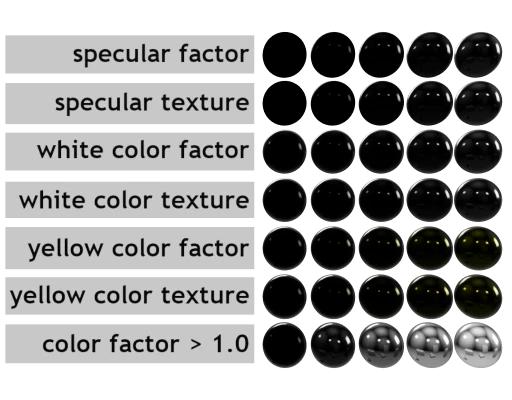 specular factor
specular texture
white color factor
white color texture
yellow color factor
yellow color texture
color factor > 1.0